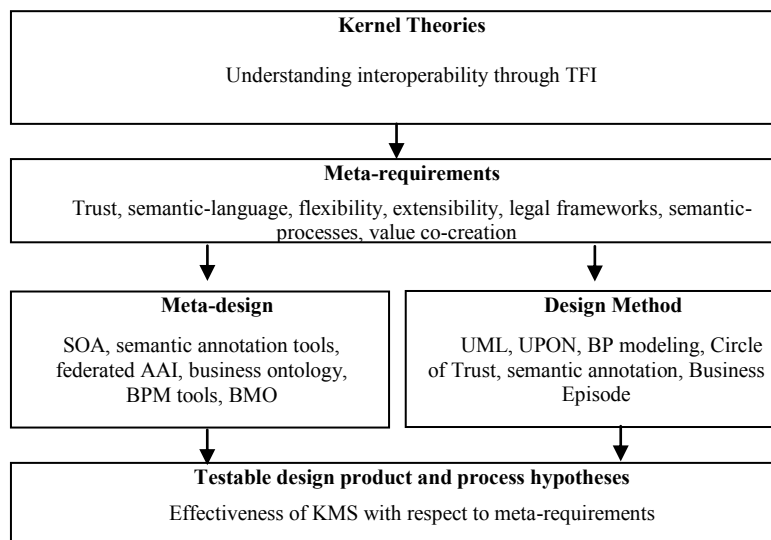 Kernel Theories
Understanding interoperability through TFI
Meta-requirements
Trust, semantic-language, flexibility, extensibility, legal frameworks, semantic-
processes, value co-creation
Meta-design
SOA, semantic annotation tools,
federated AAI, business ontology,
BPM tools, BMO
Design Method
UML, UPON, BP modeling, Circle
of Trust, semantic annotation, Business
Episode
Testable design product and process hypotheses
Effectiveness of KMS with respect to meta-requirements